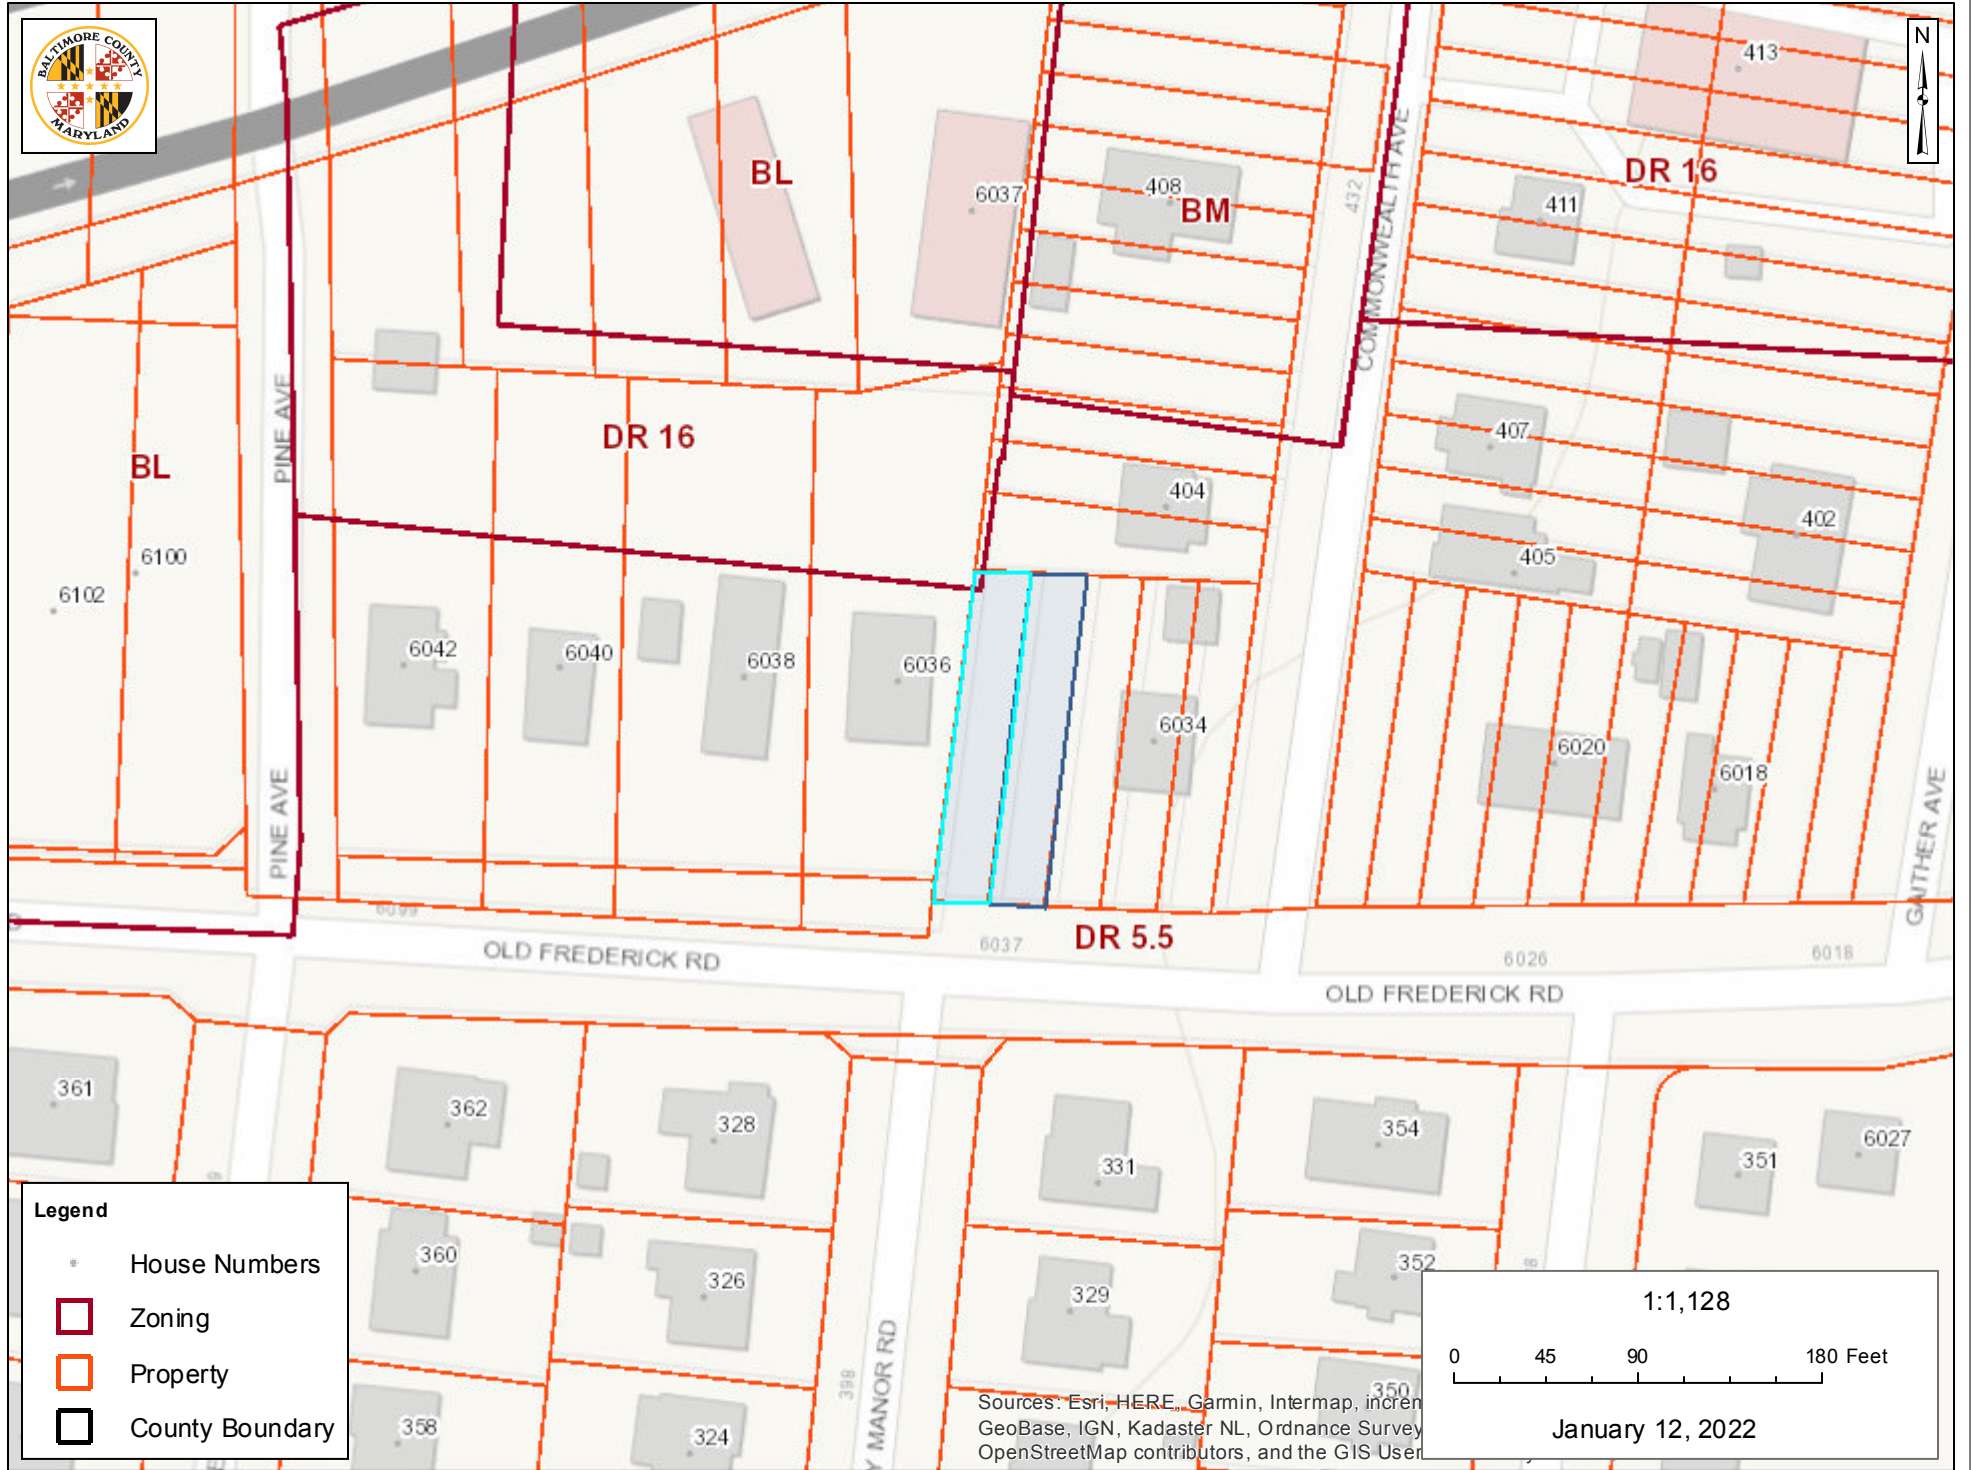 BALTIMORE COUNTY
MARYLAND
N
413
BL
6037
408
BM
432
COMMONWEALTH AVE
DR 16
411
PINE AVE
DR 16
BL
407
404
402
405
6100
6102
6042
6040
6038
6036
6034
6020
6018
PINE AVE
GAITHER AVE
6099
OLD FREDERICK RD
6037
DR 5.5
6026
6018
OLD FREDERICK RD
361
362
328
331
354
351
6027
360
326
329
352
358
324
398
Y MANOR RD
350
Legend
House Numbers
Zoning
Property
County Boundary
1:1,128
0 45 90 180 Feet
January 12, 2022
Sources: Esri, HERE, Garmin, Intermap, increm
GeoBase, IGN, Kadaster NL, Ordnance Survey
OpenStreetMap contributors, and the GIS User